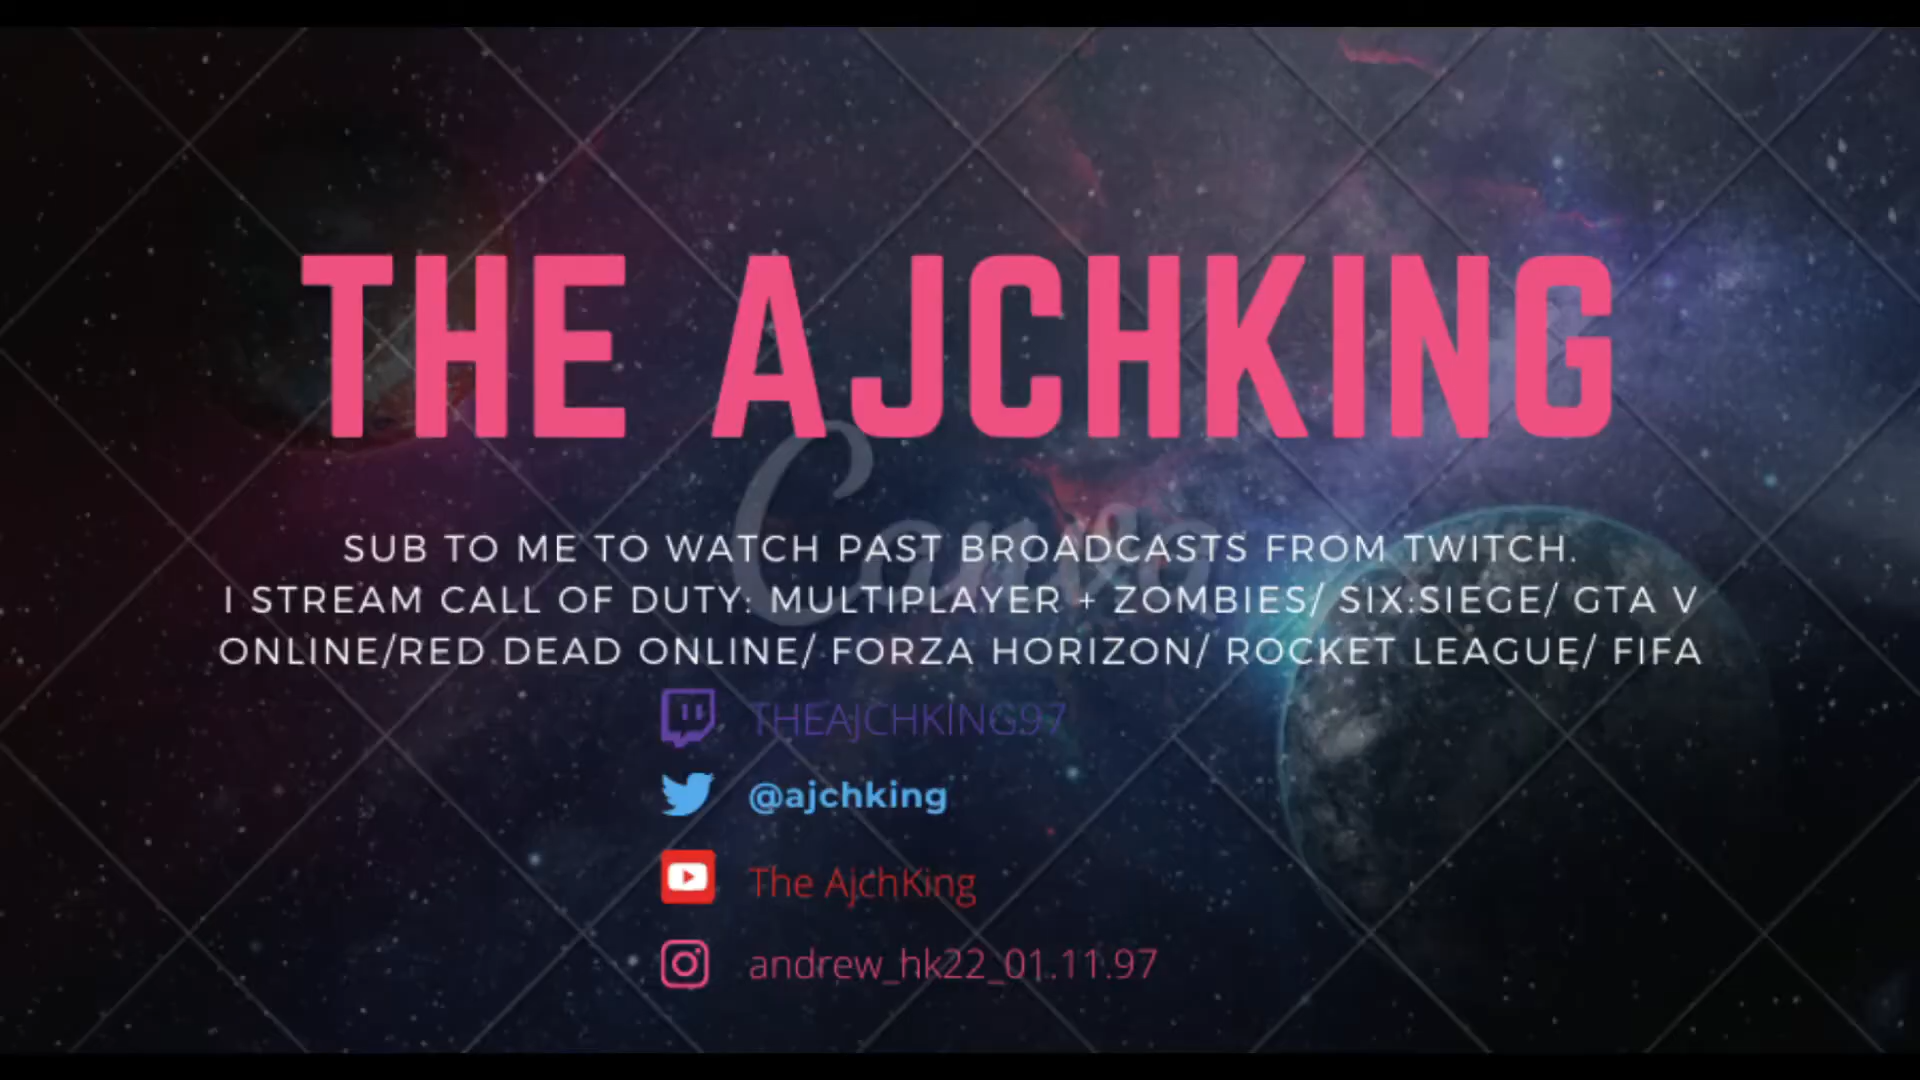 THE AJCHKING
Canva
SUB TO ME TO WATCH PAST BROADCASTS FROM TWITCH.
I STREAM CALL OF DUTY: MULTIPLAYER + ZOMBIES/ SIX:SIEGE/ GTA V
ONLINE/RED DEAD ONLINE/ FORZA HORIZON/ ROCKET LEAGUE/ FIFA
THEAJCHKING97
@ajchking
The AjchKing
andrew_hk22_01.11.97